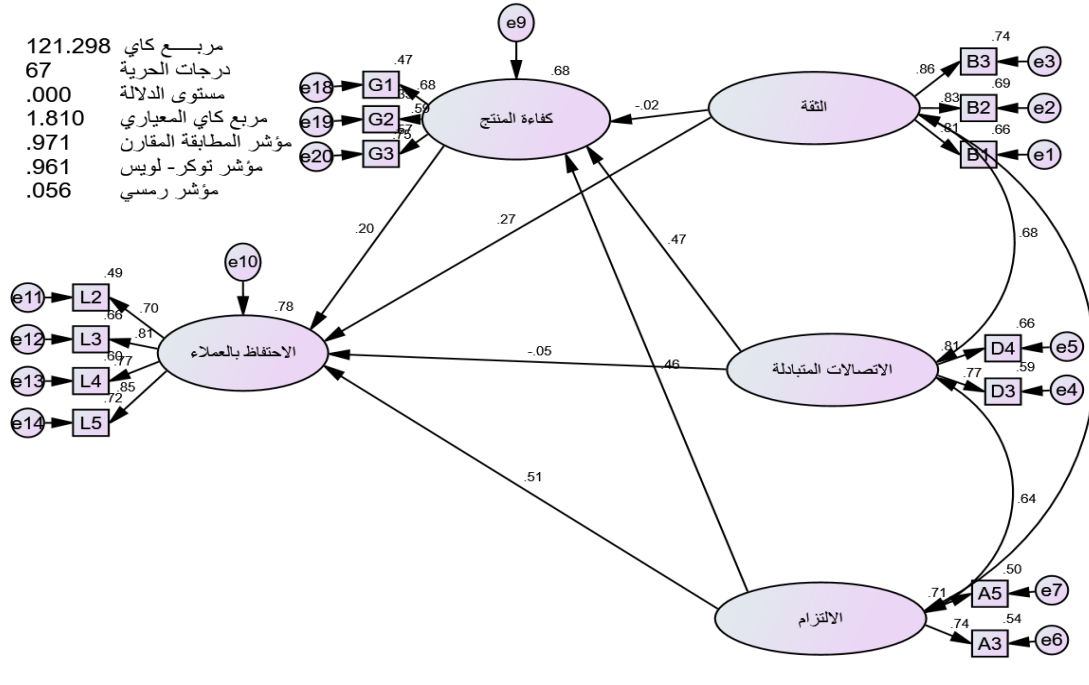 مربـــــع كاي 121.298
درجات الحرية 67
مستوى الدلالة .000
مربع كاي المعياري 1.810
مؤشر المطابقة المقارن .971
مؤشر توكر- لويس .961
مؤشر رمسي .056
e9
.68
كفاءة المنتج
e18
G1
.47
.68
e19
G2
.59
e20
G3
.75
الثقة
-.02
.86
.74
B3
e3
.83
.69
B2
e2
.81
.66
B1
e1
.20
.27
.47
.68
e10
.78
الاحتفاظ بالعملاء
e11
L2
.49
.70
e12
L3
.66
.81
e13
L4
.60
.77
e14
L5
.72
.85
-.05
.46
الاتصالات المتبادلة
.81
.66
D4
e5
.77
.59
D3
e4
.51
.64
الالتزام
.71
.50
A5
e7
.74
.54
A3
e6